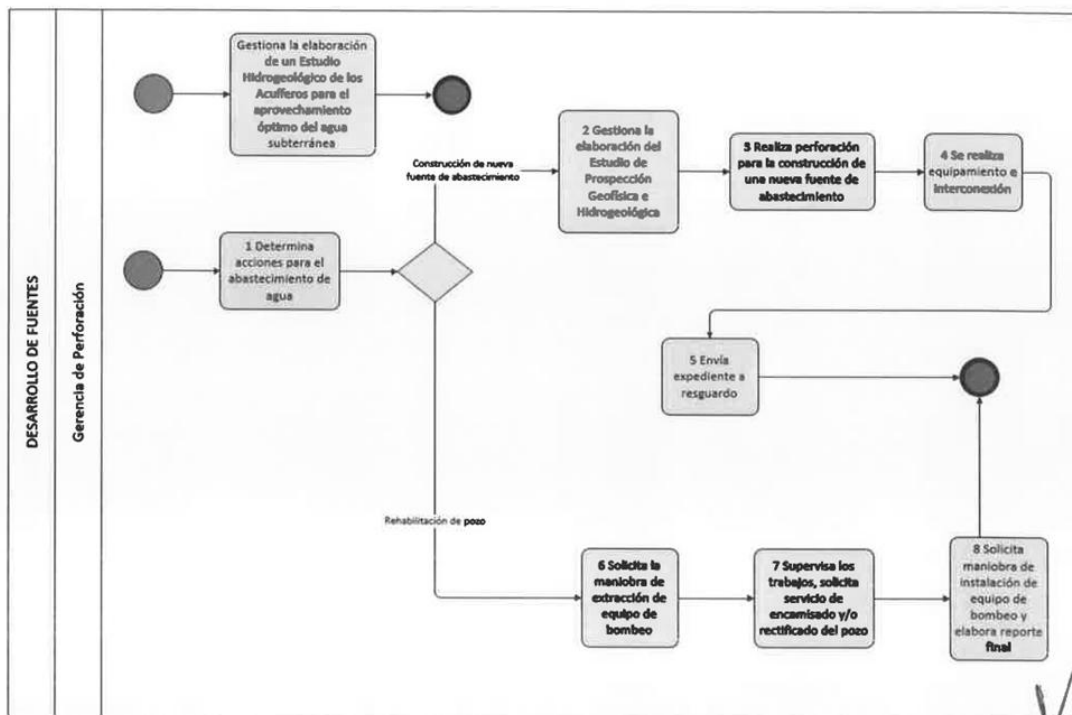 DESARROLLO DE FUENTES
Gerencia de Perforación
Gestiona la elaboración
de un Estudio
Hidrogeológico de los
Acuíferos para el
aprovechamiento
óptimo del agua
subterránea
Construcción de nueva
fuente de abastecimiento
2 Gestiona la
elaboración del
Estudio de
Prospección
Geofísica e
Hidrogeológica
3 Realiza perforación
para la construcción de
una nueva fuente de
abastecimiento
4 Se realiza
equipamiento e
interconexión
1 Determina
acciones para el
abastecimiento de
agua
5 Envía
expediente a
resguardo
Rehabilitación de pozo
6 Solicita la
maniobra de
extracción de
equipo de
bombeo
7 Supervisa los
trabajos, solicita
servicio de
encamisado y/o
rectificado del pozo
8 Solicita
maniobra de
instalación de
equipo de
bombeo y
elabora reporte
final